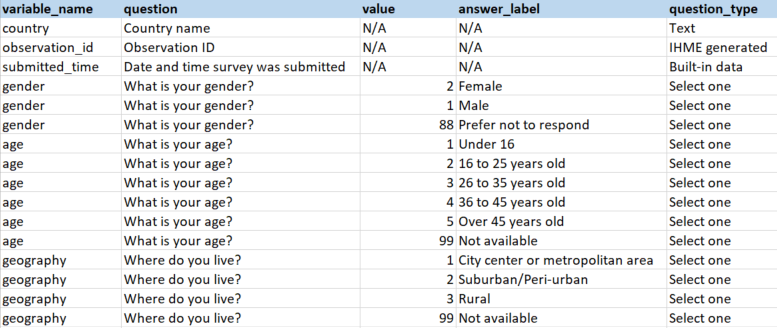 variable_name question value answer_label question_type
country Country name N/A N/A Text
observation_id Observation ID N/A N/A IHME generated
submitted_time Date and time survey was submitted N/A N/A Built-in data
gender What is your gender? 2 Female Select one
gender What is your gender? 1 Male Select one
gender What is your gender? 88 Prefer not to respond Select one
age What is your age? 1 Under 16 Select one
age What is your age? 2 16 to 25 years old Select one
age What is your age? 3 26 to 35 years old Select one
age What is your age? 4 36 to 45 years old Select one
age What is your age? 5 Over 45 years old Select one
age What is your age? 99 Not available Select one
geography Where do you live? 1 City center or metropolitan area Select one
geography Where do you live? 2 Suburban/Peri-urban Select one
geography Where do you live? 3 Rural Select one
geography Where do you live? 99 Not available Select one